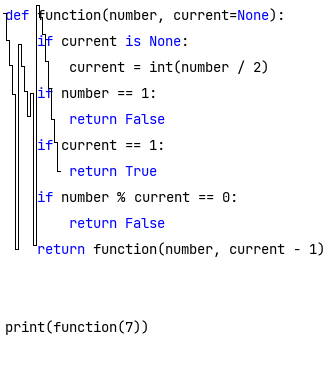 def function(number, current=None):
    if current is None:
        current = int(number / 2)
    if number == 1:
        return False
    if current == 1:
        return True
    if number % current == 0:
        return False
    return function(number, current - 1)
print(function(7))